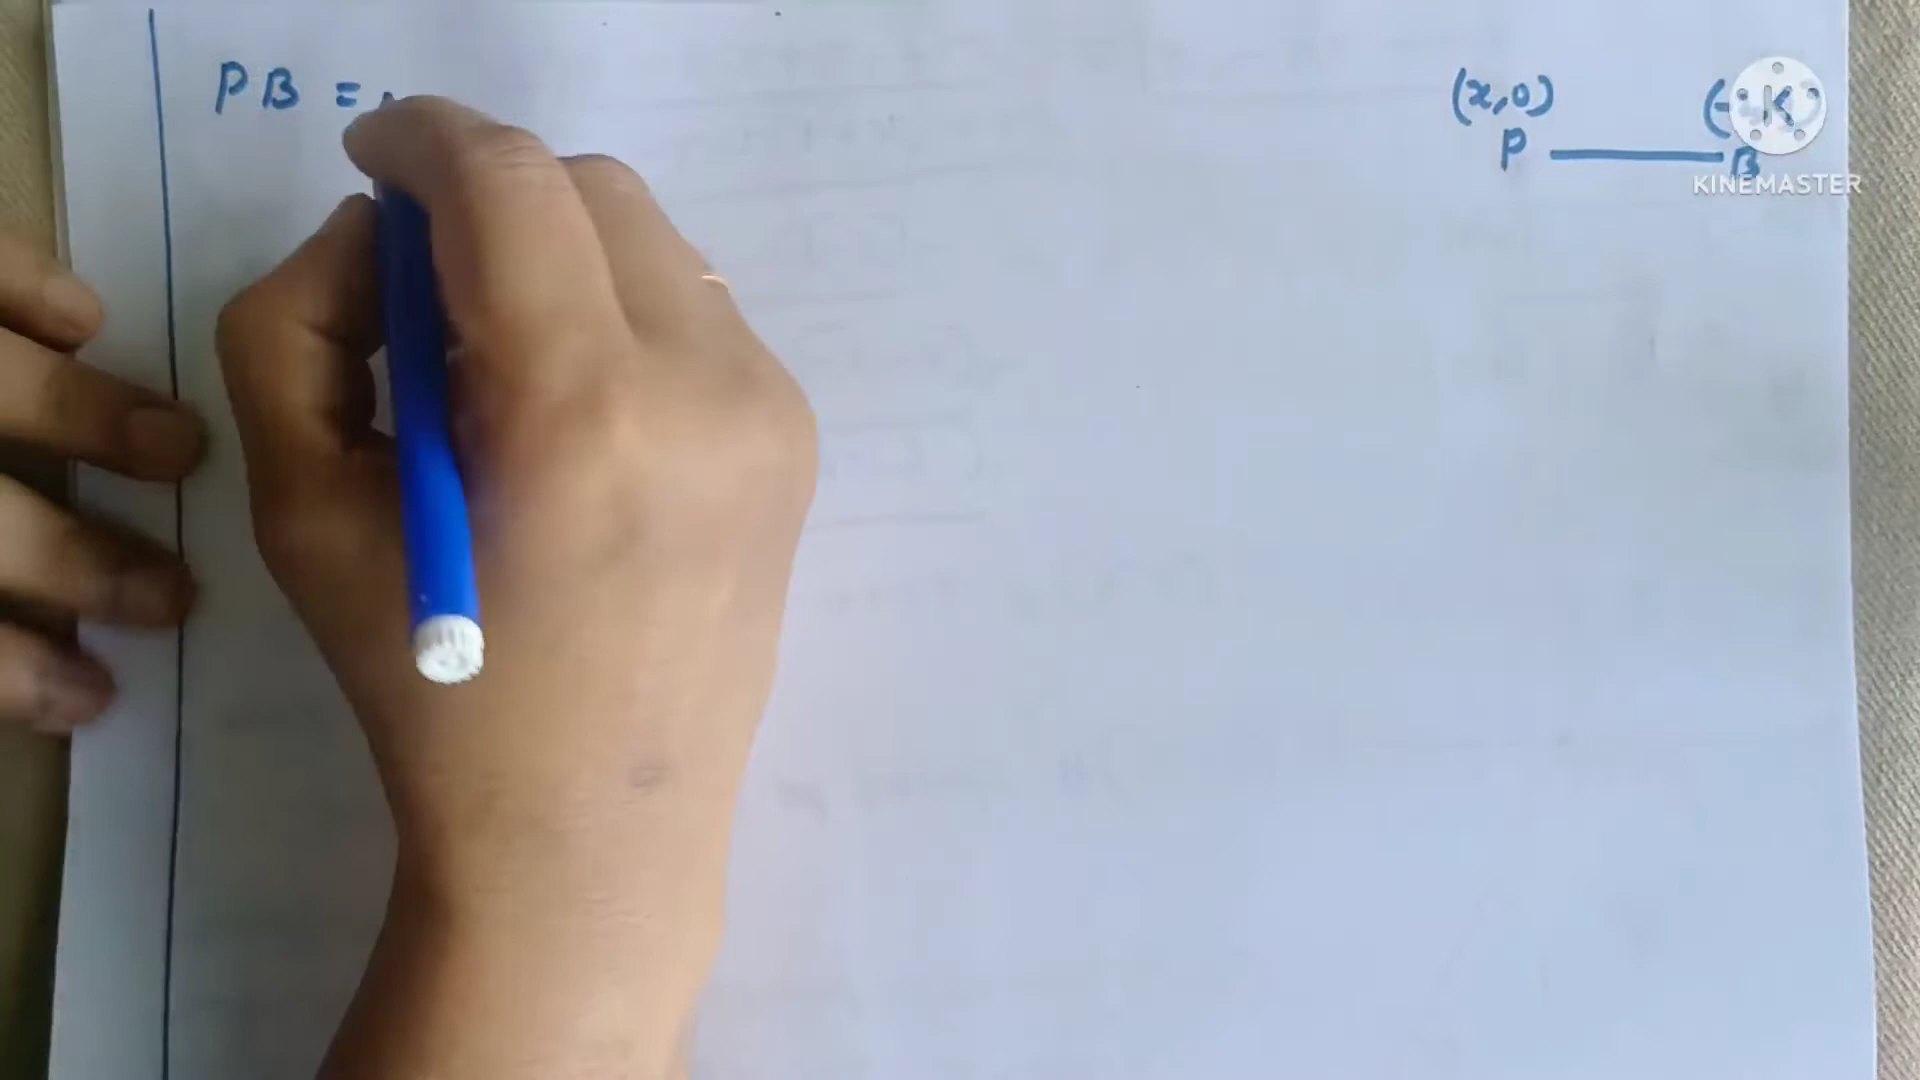 PB =
(x,0) (-
P B
K
KINEMASTER